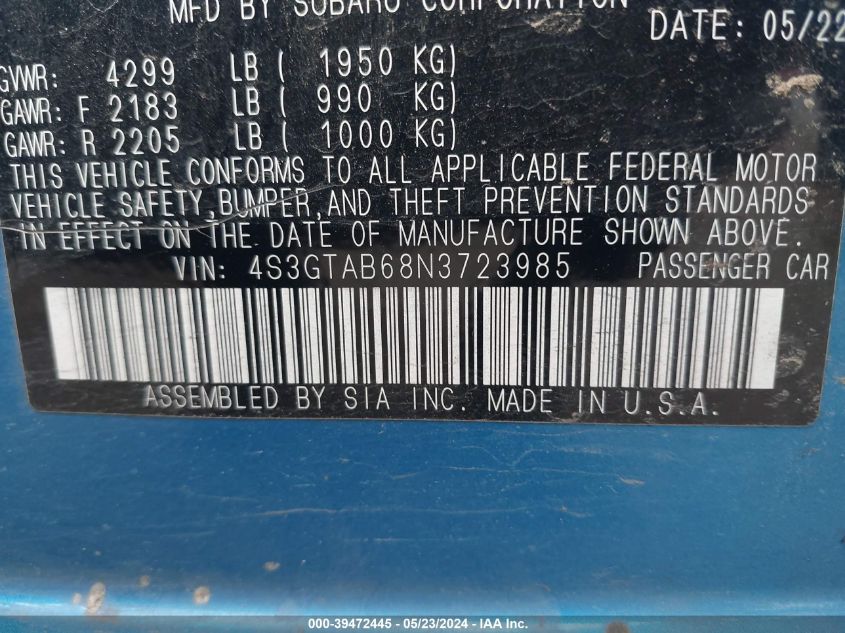 MFD BY SUBARU CORPORATION
DATE: 05/22
GVWR: 4299 LB ( 1950 KG)
GAWR: F 2183 LB ( 990 KG)
GAWR: R 2205 LB ( 1000 KG)
THIS VEHICLE CONFORMS TO ALL APPLICABLE FEDERAL MOTOR
VEHICLE SAFETY, BUMPER, AND THEFT PREVENTION STANDARDS
IN EFFECT ON THE DATE OF MANUFACTURE SHOWN ABOVE.
VIN: 4S3GTAB68N3723985 PASSENGER CAR
ASSEMBLED BY SIA INC. MADE IN U.S.A.
000-39472445 - 05/23/2024 - IAA Inc.